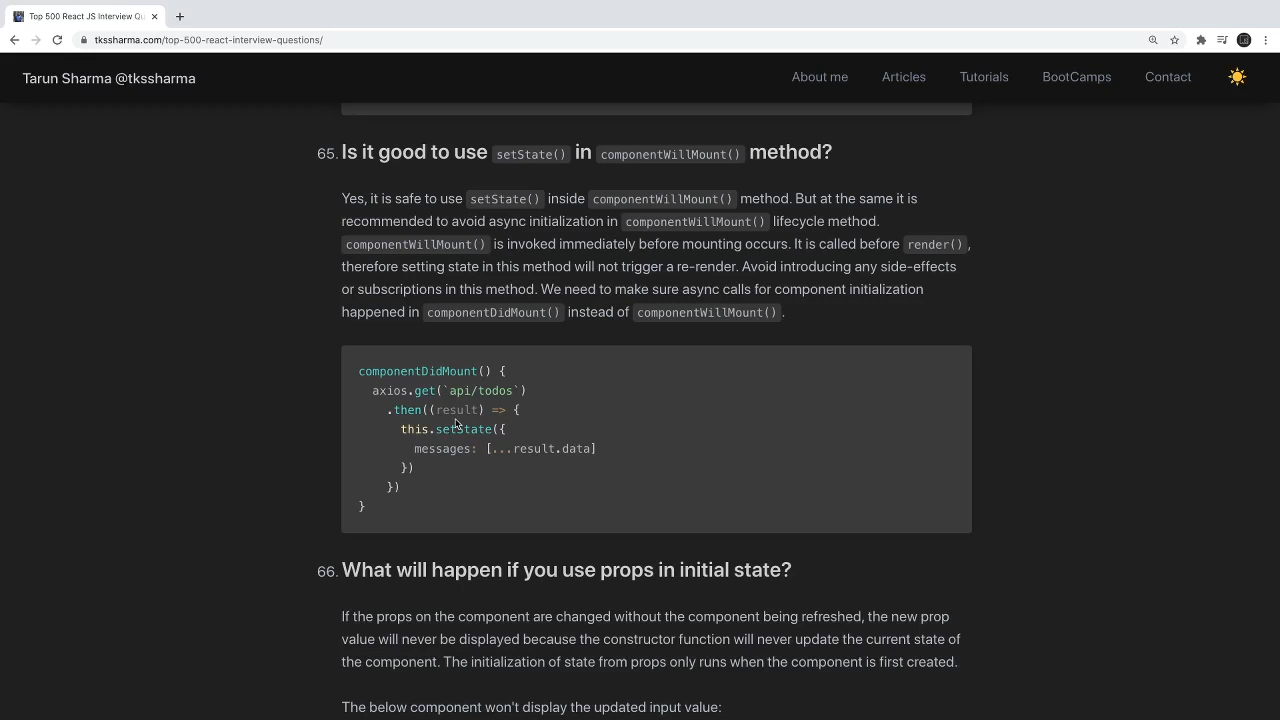 Top 500 React JS Interview Qu
tkssharma.com/top-500-react-interview-questions/
Tarun Sharma @tkssharma
About me
Articles
Tutorials
BootCamps
Contact
65. Is it good to use setState() in componentWillMount() method?
Yes, it is safe to use setState() inside componentWillMount() method. But at the same it is
recommended to avoid async initialization in componentWillMount() lifecycle method.
componentWillMount() is invoked immediately before mounting occurs. It is called before render(),
therefore setting state in this method will not trigger a re-render. Avoid introducing any side-effects
or subscriptions in this method. We need to make sure async calls for component initialization
happened in componentDidMount() instead of componentWillMount().
componentDidMount() {
  axios.get(`api/todos`)
    .then((result) => {
      this.setState({
        messages: [...result.data]
      })
    })
}
66. What will happen if you use props in initial state?
If the props on the component are changed without the component being refreshed, the new prop
value will never be displayed because the constructor function will never update the current state of
the component. The initialization of state from props only runs when the component is first created.
The below component won't display the updated input value: